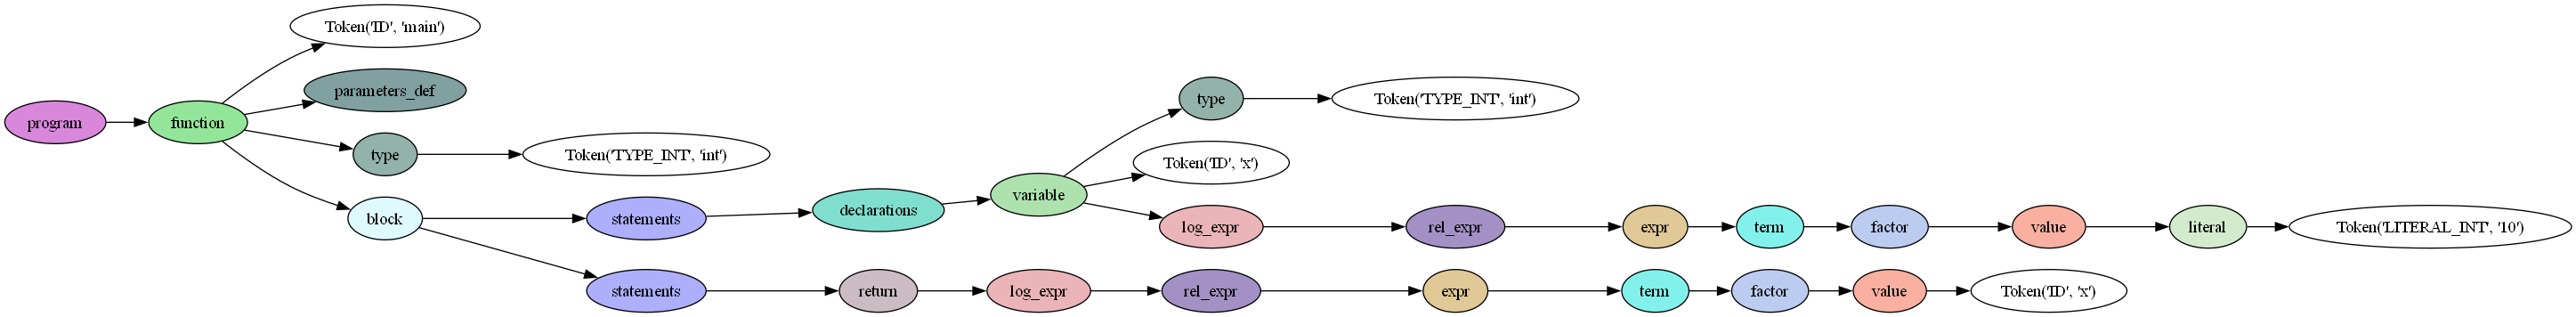 program
function
Token('ID', 'main')
parameters_def
type
Token('TYPE_INT', 'int')
block
statements
declarations
variable
type
Token('TYPE_INT', 'int')
Token('ID', 'x')
log_expr
rel_expr
expr
term
factor
value
literal
Token('LITERAL_INT', '10')
statements
return
log_expr
rel_expr
expr
term
factor
value
Token('ID', 'x')